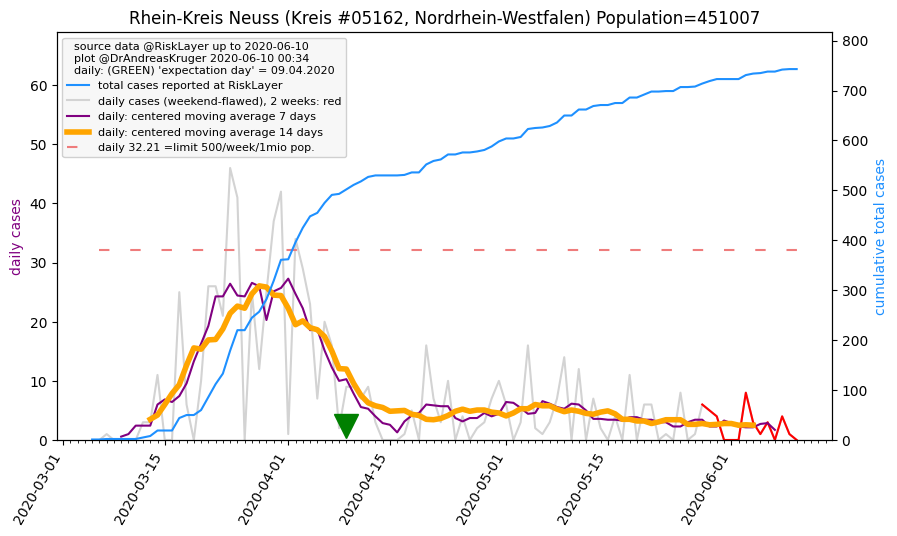 Rhein-Kreis Neuss (Kreis #05162, Nordrhein-Westfalen) Population=451007
source data @RiskLayer up to 2020-06-10
plot @DrAndreasKruger 2020-06-10 00:34
daily: (GREEN) 'expectation day' = 09.04.2020
total cases reported at RiskLayer
daily cases (weekend-flawed), 2 weeks: red
daily: centered moving average 7 days
daily: centered moving average 14 days
daily 32.21 =limit 500/week/1mio pop.
daily cases
60
50
40
30
20
10
0
cumulative total cases
800
700
600
500
400
300
200
100
0
2020-03-01
2020-03-15
2020-04-01
2020-04-15
2020-05-01
2020-05-15
2020-06-01